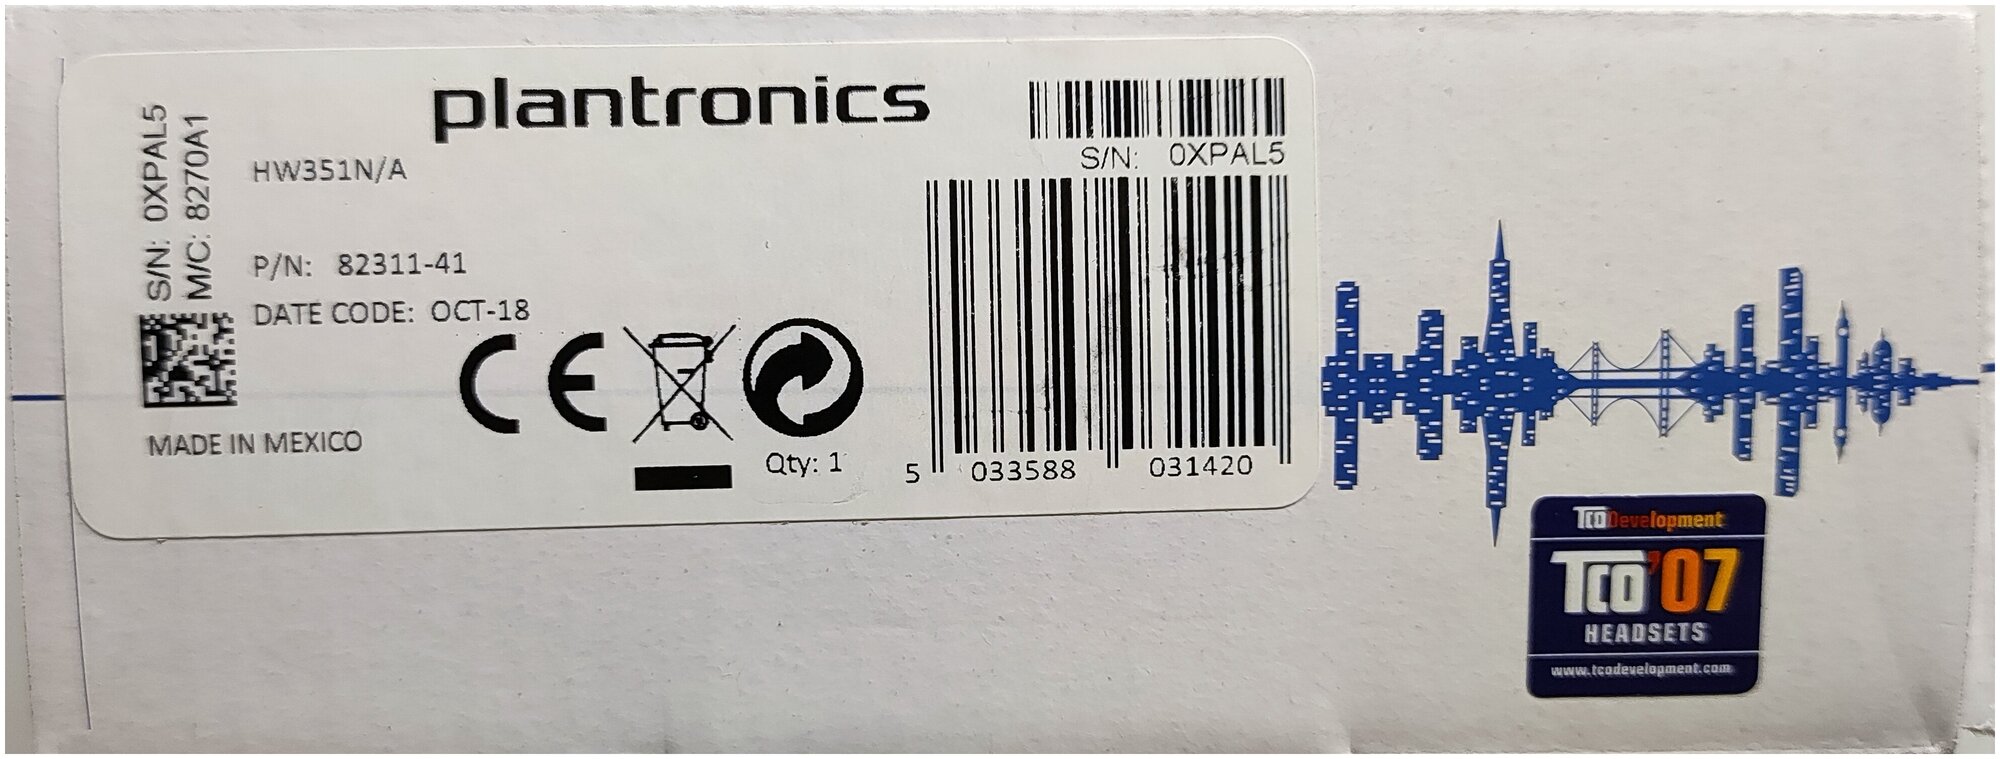 plantronics
S/N: 0XPAL5
M/C: 8270A1
HW351N/A
P/N: 82311-41
DATE CODE: OCT-18
MADE IN MEXICO
CE
Qty: 1
S/N: 0XPAL5
5 033588 031420
TCO Development
TCO'07
HEADSETS
www.tcodevelopment.com